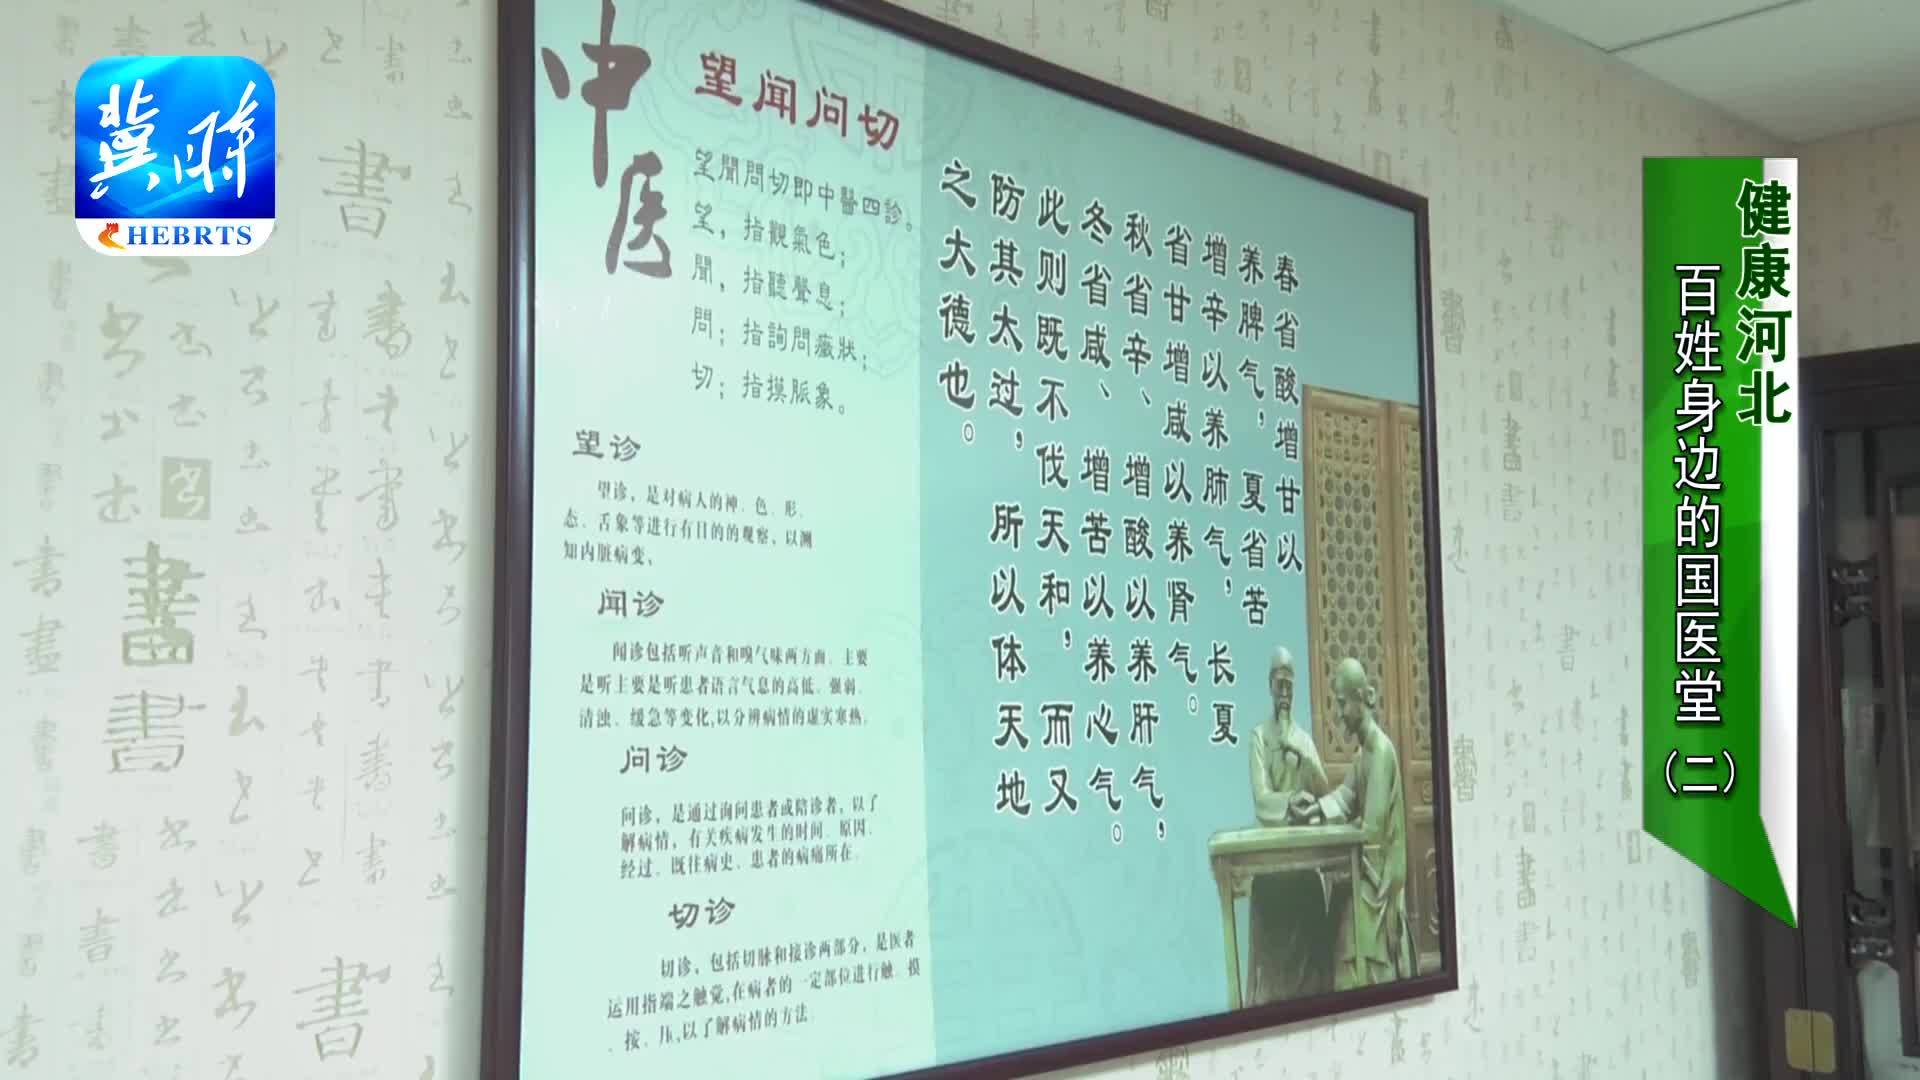 冀时
HEBRTS
中医
望闻问切
望聞問切即中醫四診。
望，指觀氣色；
聞，指聽聲息；
問；指詢問癥狀；
切；指摸脈象。
望诊
望诊，是对病人的神、色、形、
态、舌象等进行有目的的观察、以测
知内脏病变、
闻诊
闻诊包括听声音和嗅气味两方面、主要
是听主要是听患者语言气息的高低、强弱、
清浊、缓急等变化,以分辨病情的虚实寒热。
问诊
问诊，是通过询问患者或陪诊者，以了
解病情，有关疾病发生的时间、原因、
经过、既往病史、患者的病痛所在、
切诊
切诊，包括切脉和接诊两部分，是医者
运用指端之触觉,在病者的一定部位进行触、摸
、按、压,以了解病情的方法
春省酸增甘以
养脾气，夏省苦
增辛以养肺气，长夏
省甘增咸以养肾气。
秋省辛、增酸以养肝气，
冬省咸、增苦以养心气。
此则既不伐天和，而又
防其太过，所以体天地
之大德也。
健康河北
百姓身边的国医堂（二）